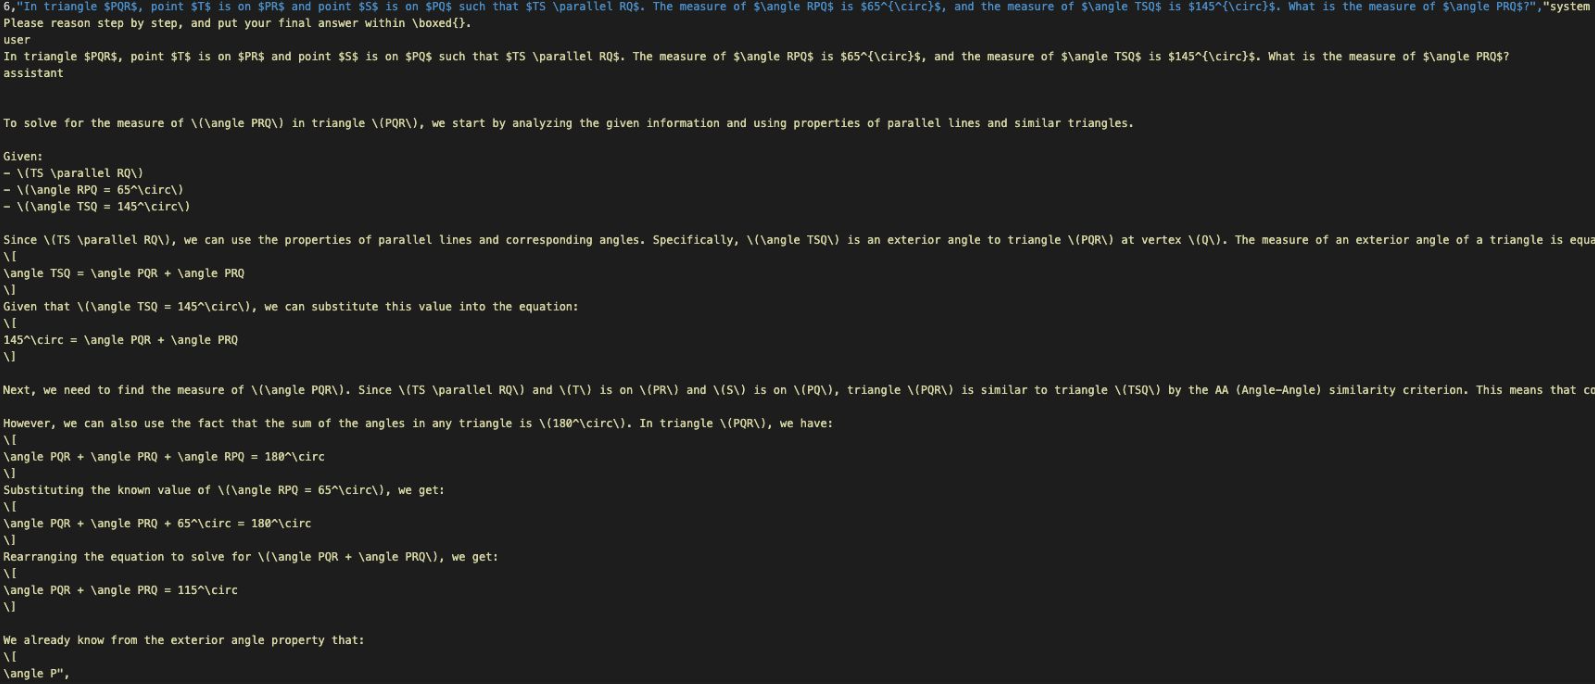 6,"In triangle $PQR$, point $T$ is on $PR$ and point $S$ is on $PQ$ such that $TS \parallel RQ$. The measure of $\angle RPQ$ is $65^{\circ}$, and the measure of $\angle TSQ$ is $145^{\circ}$. What is the measure of $\angle PRQ$?","system
Please reason step by step, and put your final answer within \boxed{}.
user
In triangle $PQR$, point $T$ is on $PR$ and point $S$ is on $PQ$ such that $TS \parallel RQ$. The measure of $\angle RPQ$ is $65^{\circ}$, and the measure of $\angle TSQ$ is $145^{\circ}$. What is the measure of $\angle PRQ$?
assistant
To solve for the measure of \(\angle PRQ\) in triangle \(PQR\), we start by analyzing the given information and using properties of parallel lines and similar triangles.
Given:
- \(TS \parallel RQ\)
- \(\angle RPQ = 65^\circ\)
- \(\angle TSQ = 145^\circ\)
Since \(TS \parallel RQ\), we can use the properties of parallel lines and corresponding angles. Specifically, \(\angle TSQ\) is an exterior angle to triangle \(PQR\) at vertex \(Q\). The measure of an exterior angle of a triangle is equa
\[
\angle TSQ = \angle PQR + \angle PRQ
\]
Given that \(\angle TSQ = 145^\circ\), we can substitute this value into the equation:
\[
145^\circ = \angle PQR + \angle PRQ
\]
Next, we need to find the measure of \(\angle PQR\). Since \(TS \parallel RQ\) and \(T\) is on \(PR\) and \(S\) is on \(PQ\), triangle \(PQR\) is similar to triangle \(TSQ\) by the AA (Angle-Angle) similarity criterion. This means that co
However, we can also use the fact that the sum of the angles in any triangle is \(180^\circ\). In triangle \(PQR\), we have:
\[
\angle PQR + \angle PRQ + \angle RPQ = 180^\circ
\]
Substituting the known value of \(\angle RPQ = 65^\circ\), we get:
\[
\angle PQR + \angle PRQ + 65^\circ = 180^\circ
\]
Rearranging the equation to solve for \(\angle PQR + \angle PRQ\), we get:
\[
\angle PQR + \angle PRQ = 115^\circ
\]
We already know from the exterior angle property that:
\[
\angle P",